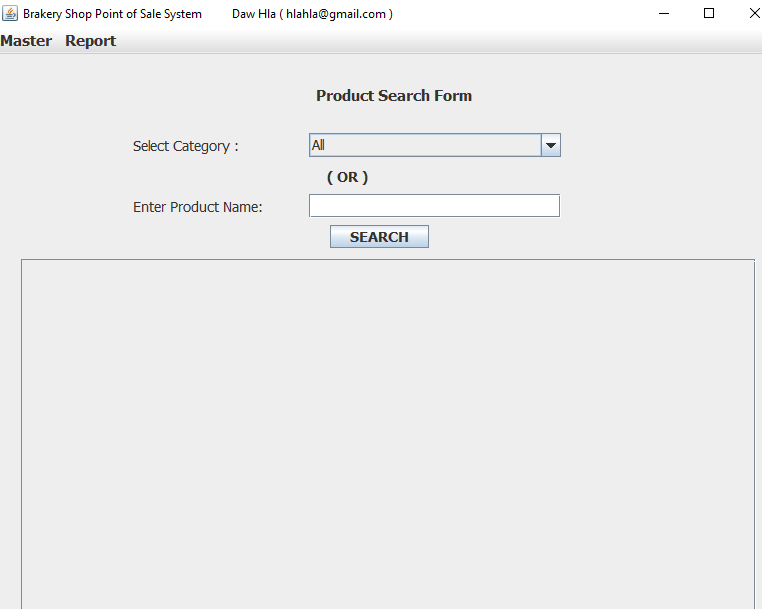 Brakery Shop Point of Sale System Daw Hla ( hlahla@gmail.com )
Master Report
Product Search Form
Select Category : All
( OR )
Enter Product Name:
SEARCH